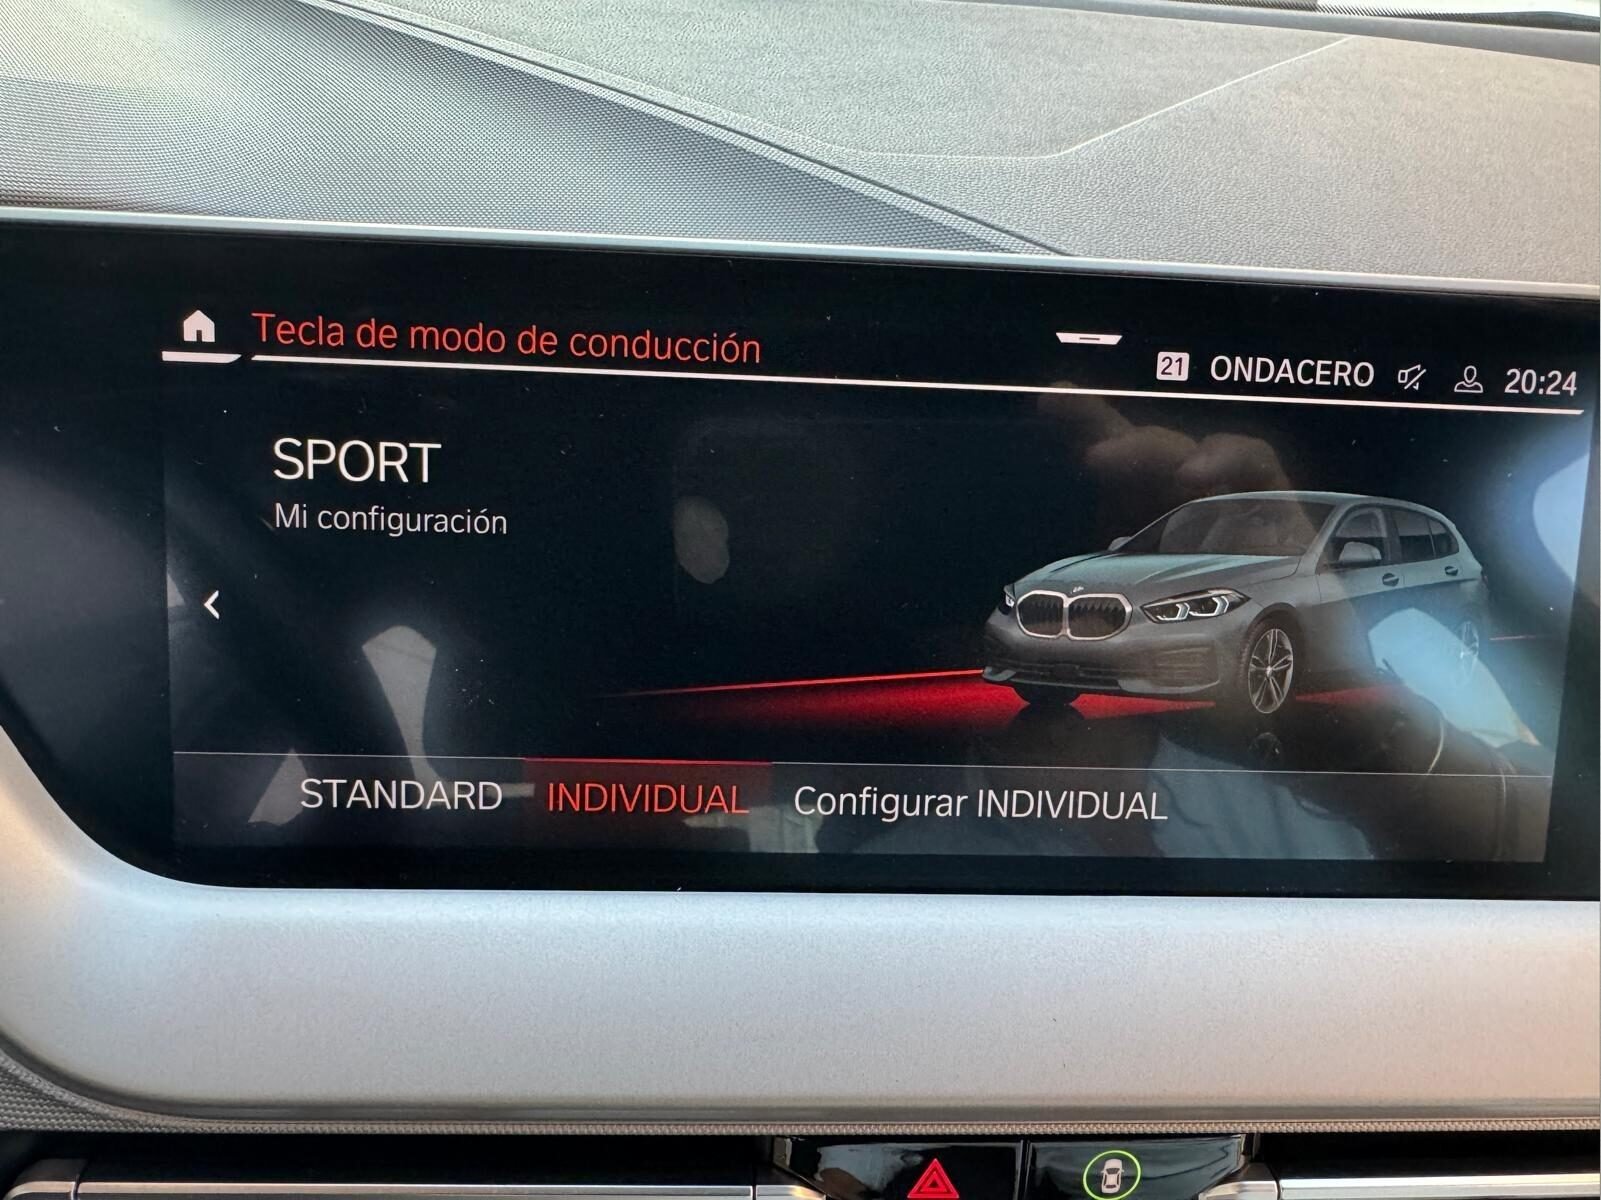 Tecla de modo de conducción
21 ONDACERO 20:24
SPORT
Mi configuración
STANDARD INDIVIDUAL Configurar INDIVIDUAL